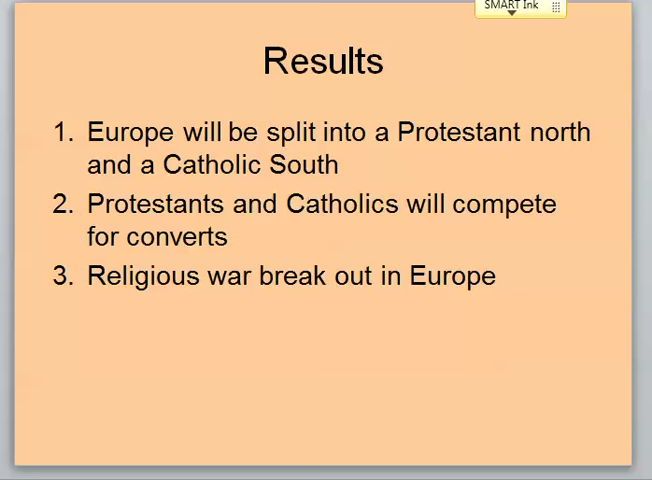 SMART Ink
Results
1. Europe will be split into a Protestant north
and a Catholic South
2. Protestants and Catholics will compete
for converts
3. Religious war break out in Europe